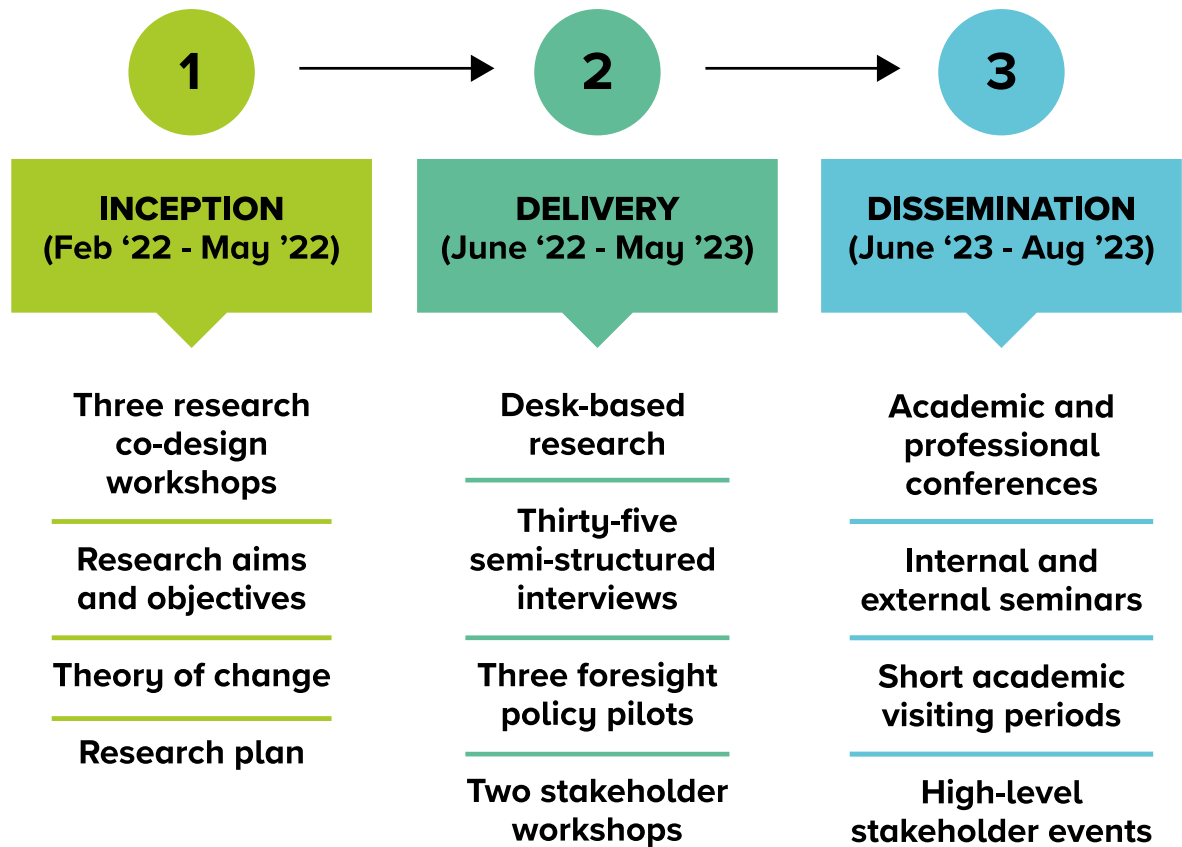 1
2
3
INCEPTION
(Feb ‘22 - May ’22)
DELIVERY
(June ‘22 - May ’23)
DISSEMINATION
(June ‘23 - Aug ’23)
Three research
co-design
workshops
Research aims
and objectives
Theory of change
Research plan
Desk-based
research
Thirty-five
semi-structured
interviews
Three foresight
policy pilots
Two stakeholder
workshops
Academic and
professional
conferences
Internal and
external seminars
Short academic
visiting periods
High-level
stakeholder events